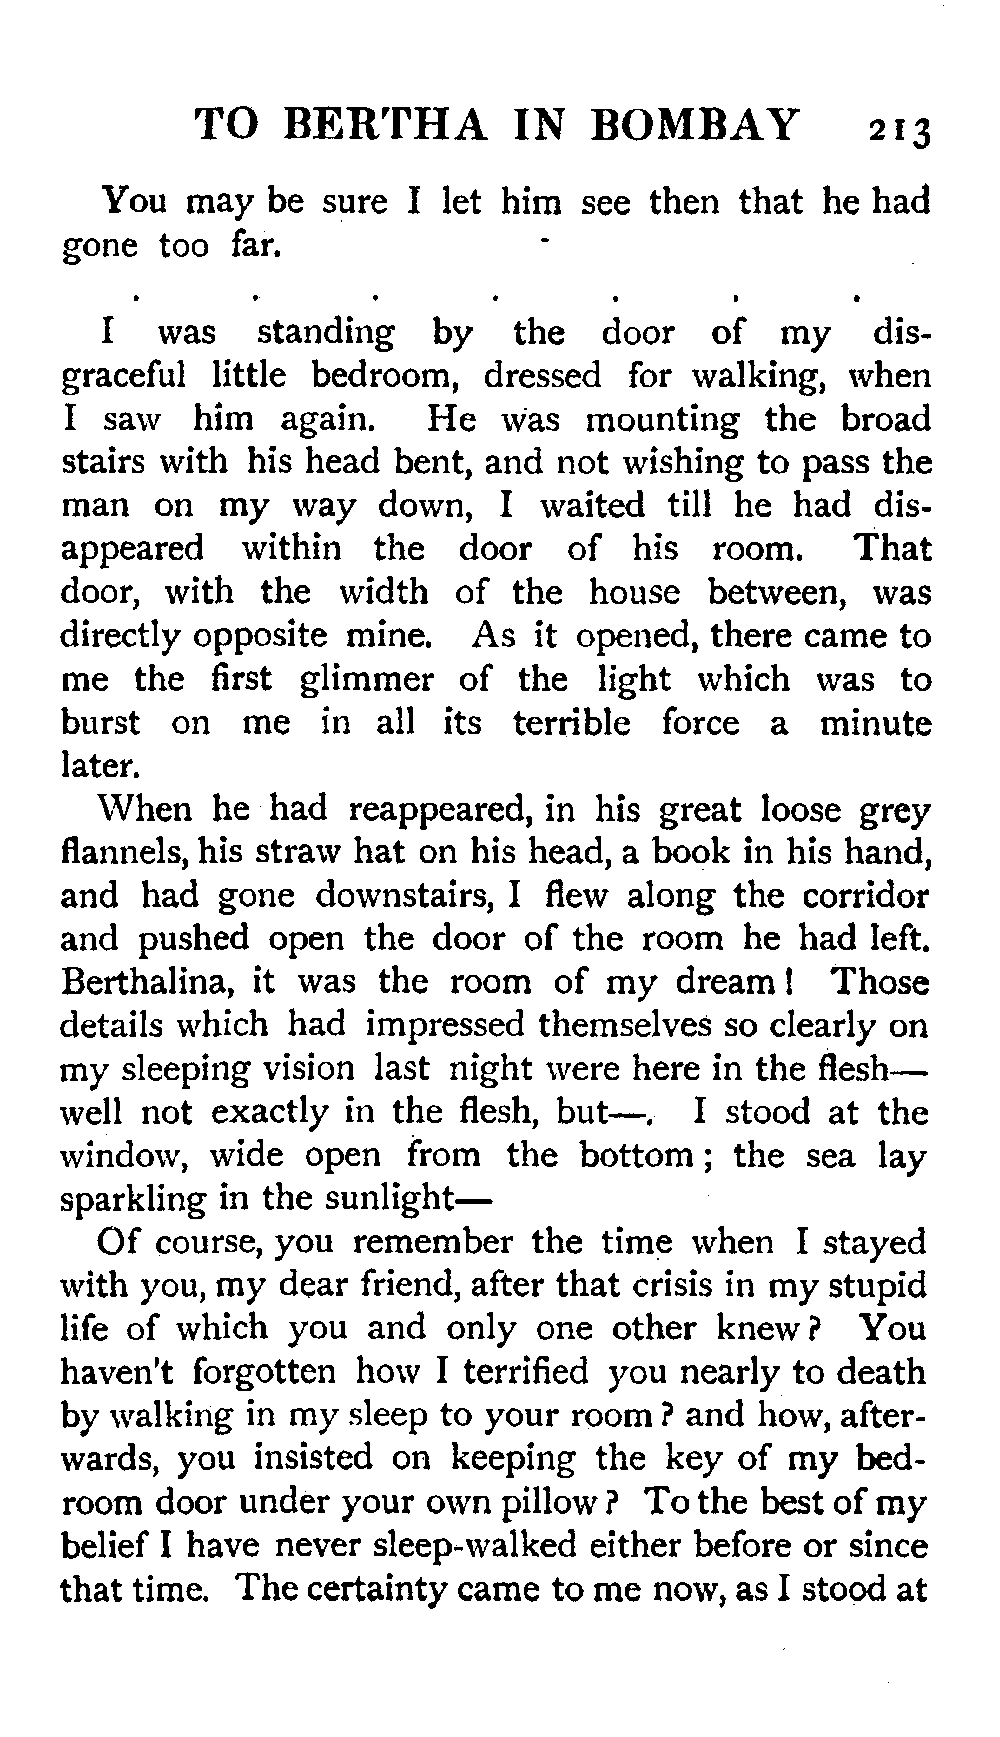 TO BERTHA IN BOMBAY 213
You may be sure I let him see then that he had
gone too far.
. . . . . . .
I was standing by the door of my dis-
graceful little bedroom, dressed for walking, when
I saw him again. He was mounting the broad
stairs with his head bent, and not wishing to pass the
man on my way down, I waited till he had dis-
appeared within the door of his room. That
door, with the width of the house between, was
directly opposite mine. As it opened, there came to
me the first glimmer of the light which was to
burst on me in all its terrible force a minute
later.
When he had reappeared, in his great loose grey
flannels, his straw hat on his head, a book in his hand,
and had gone downstairs, I flew along the corridor
and pushed open the door of the room he had left.
Berthalina, it was the room of my dream! Those
details which had impressed themselves so clearly on
my sleeping vision last night were here in the flesh—
well not exactly in the flesh, but—. I stood at the
window, wide open from the bottom; the sea lay
sparkling in the sunlight—
Of course, you remember the time when I stayed
with you, my dear friend, after that crisis in my stupid
life of which you and only one other knew? You
haven't forgotten how I terrified you nearly to death
by walking in my sleep to your room? and how, after-
wards, you insisted on keeping the key of my bed-
room door under your own pillow? To the best of my
belief I have never sleep-walked either before or since
that time. The certainty came to me now, as I stood at